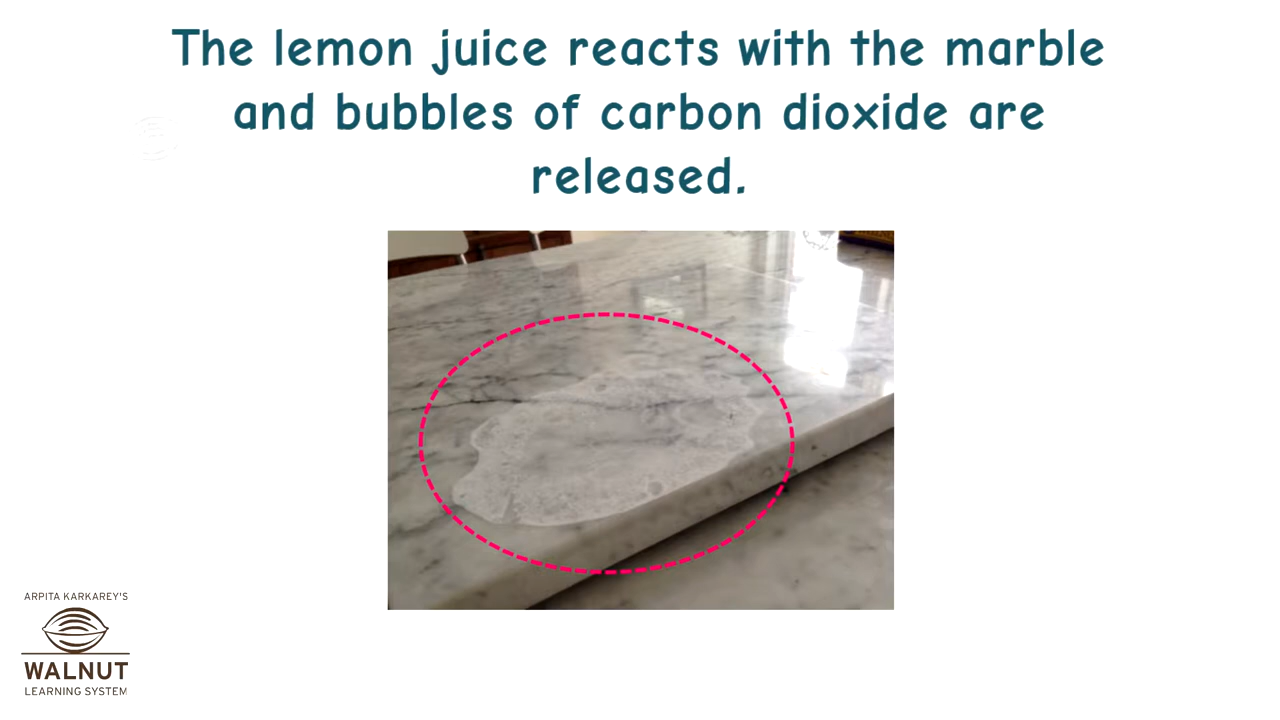 The lemon juice reacts with the marble
and bubbles of carbon dioxide are
released.
ARPITA KARKAREY'S
WALNUT
LEARNING SYSTEM